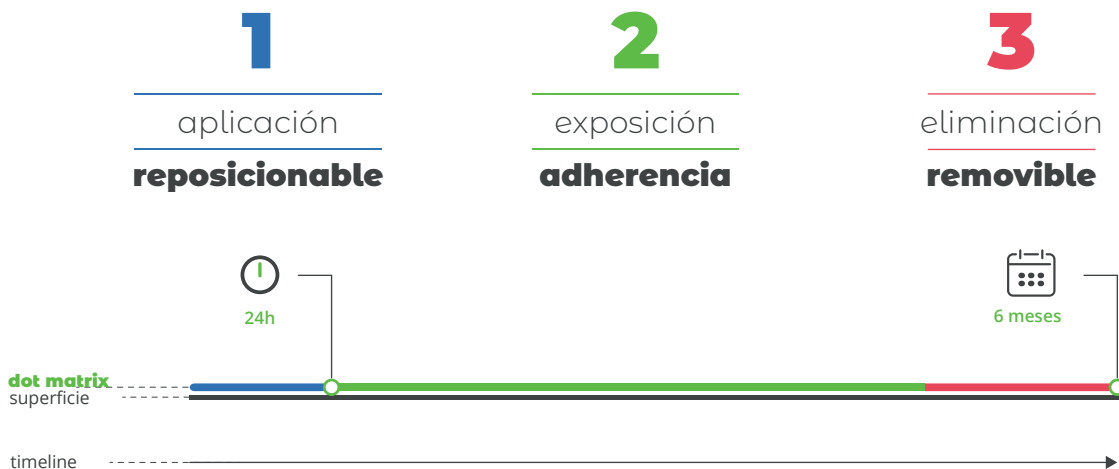 1
2
3
aplicación
exposición
eliminación
reposicionable
adherencia
removible
24h
6 meses
dot matrix
superficie
timeline